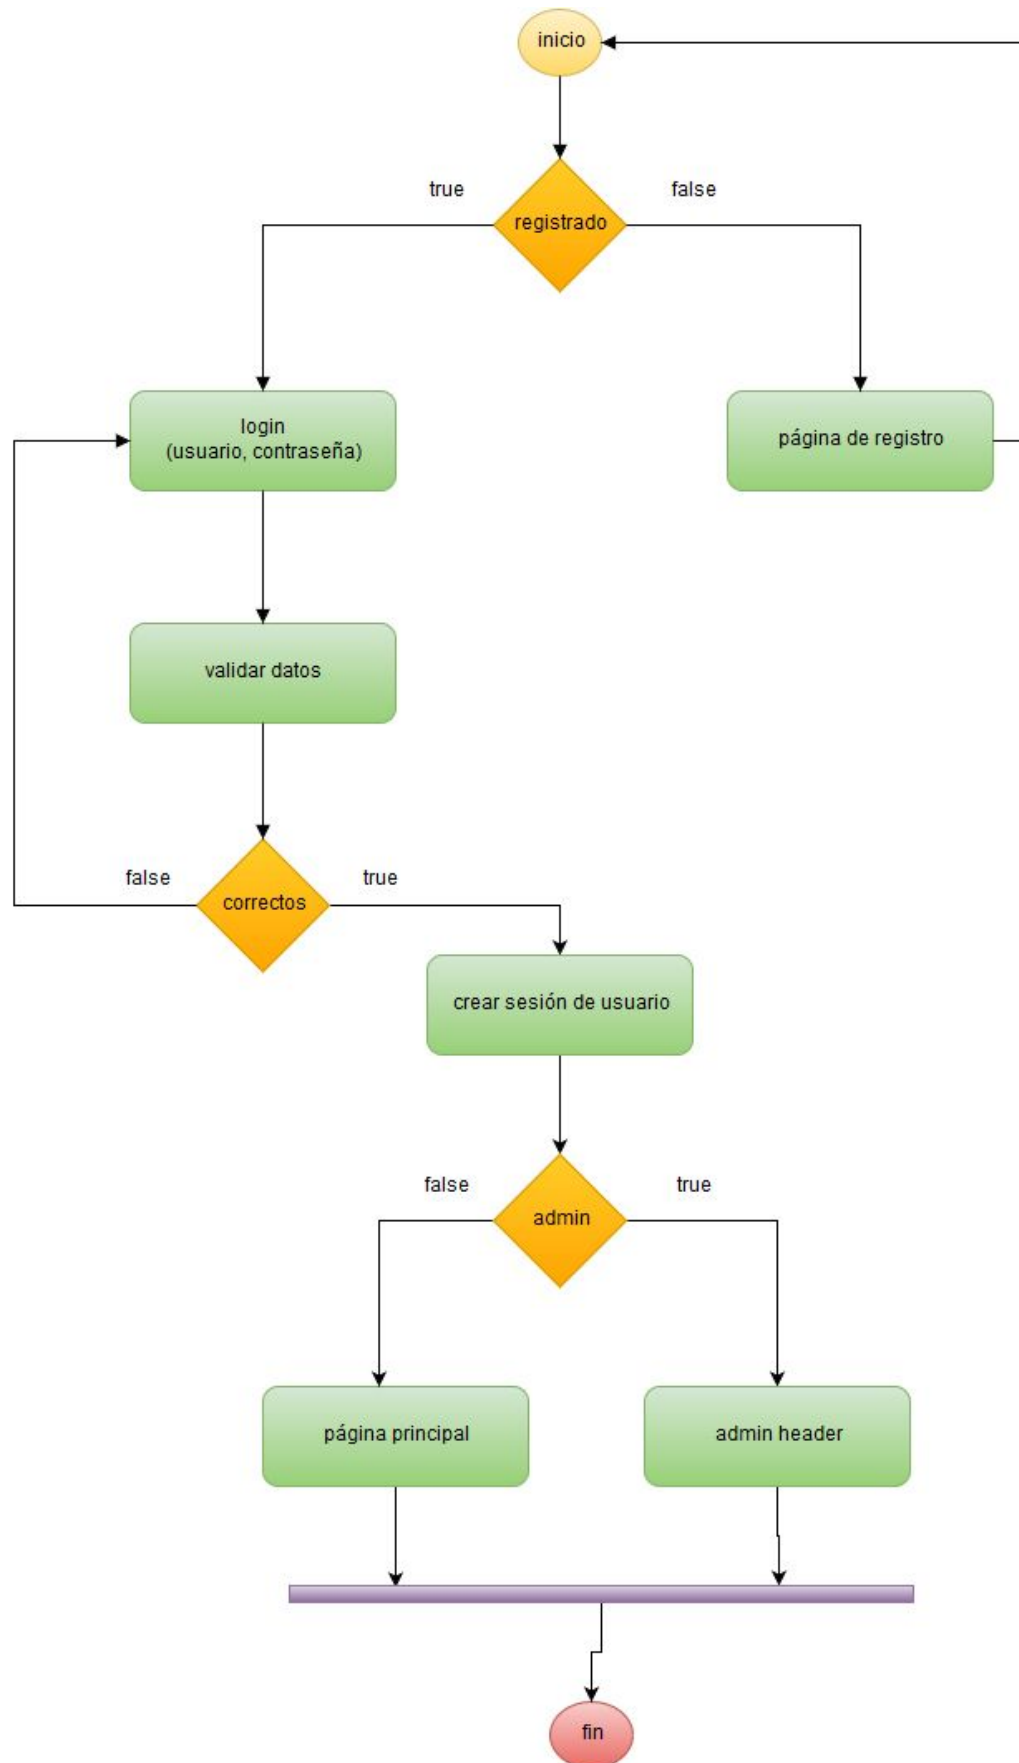 inicio
true
false
registrado
login
(usuario, contraseña)
página de registro
validar datos
false
true
correctos
crear sesión de usuario
false
true
admin
página principal
admin header
fin